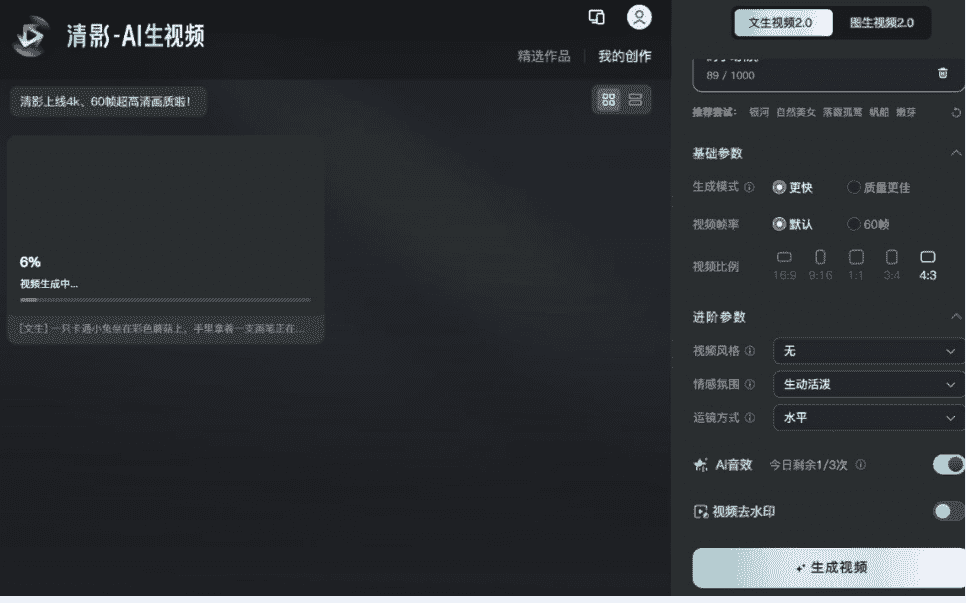 清影-AI生视频
精选作品 我的创作
清影上线4k、60帧超高清画质啦!
6%
视频生成中...
[文生] 一只卡通小兔坐在彩色蘑菇上，手里拿着一支画笔正在...
文生视频2.0 图生视频2.0
89 / 1000
推荐尝试： 银河 自然美女 落霞孤鹜 帆船 嫩芽
基础参数
生成模式 更快 质量更佳
视频帧率 默认 60帧
视频比例 16:9 9:16 1:1 3:4 4:3
进阶参数
视频风格 无
情感氛围 生动活泼
运镜方式 水平
AI音效 今日剩余1/3次
视频去水印
生成视频